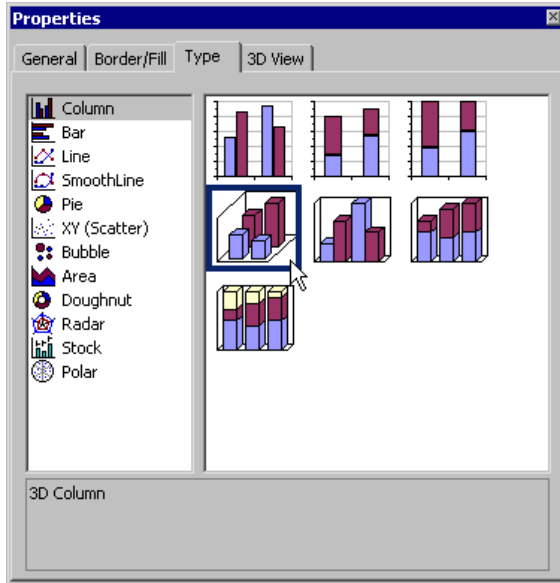 Properties
General Border/Fill Type 3D View
Column
Bar
Line
SmoothLine
Pie
XY (Scatter)
Bubble
Area
Doughnut
Radar
Stock
Polar
3D Column